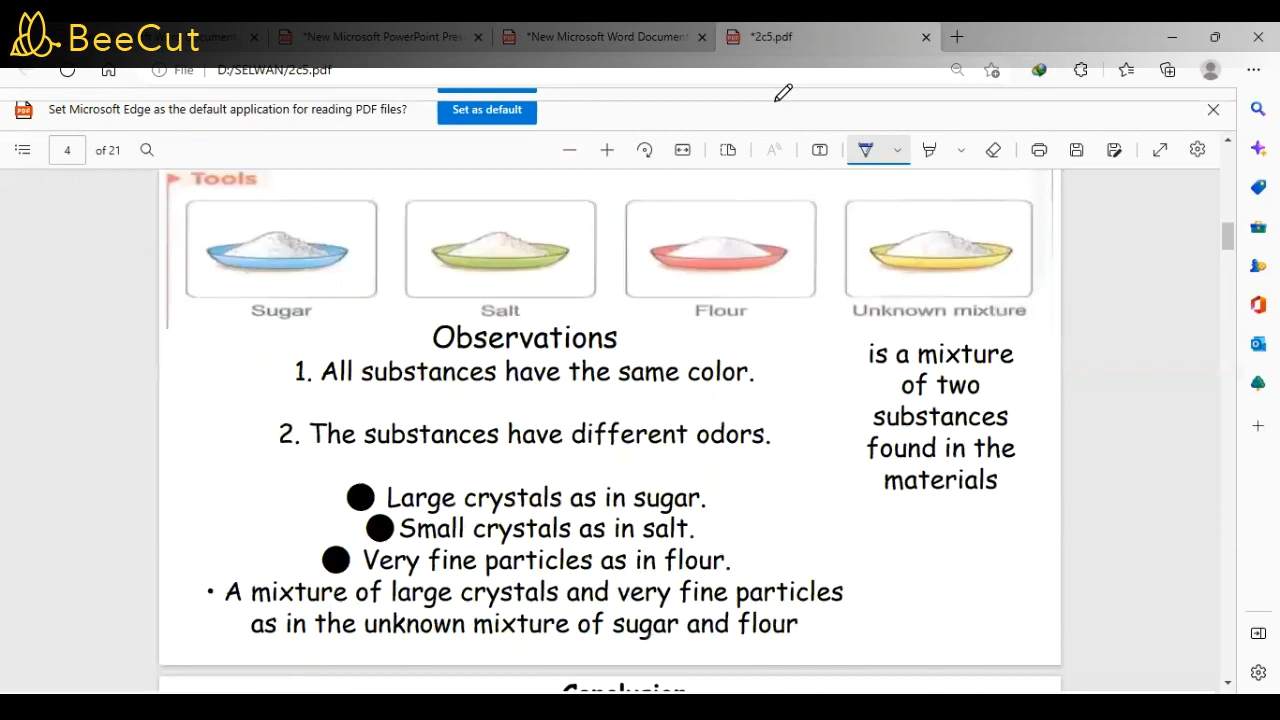 BeeCut
*New Microsoft PowerPoint Pres
*New Microsoft Word Document
*2c5.pdf
File
D:/SELWAN/2c5.pdf
Set Microsoft Edge as the default application for reading PDF files?
Set as default
4
of 21
Tools
Sugar
Salt
Flour
Unknown mixture
Observations
1. All substances have the same color.
2. The substances have different odors.
● Large crystals as in sugar.
● Small crystals as in salt.
● Very fine particles as in flour.
• A mixture of large crystals and very fine particles
as in the unknown mixture of sugar and flour
is a mixture
of two
substances
found in the
materials
Conclusion